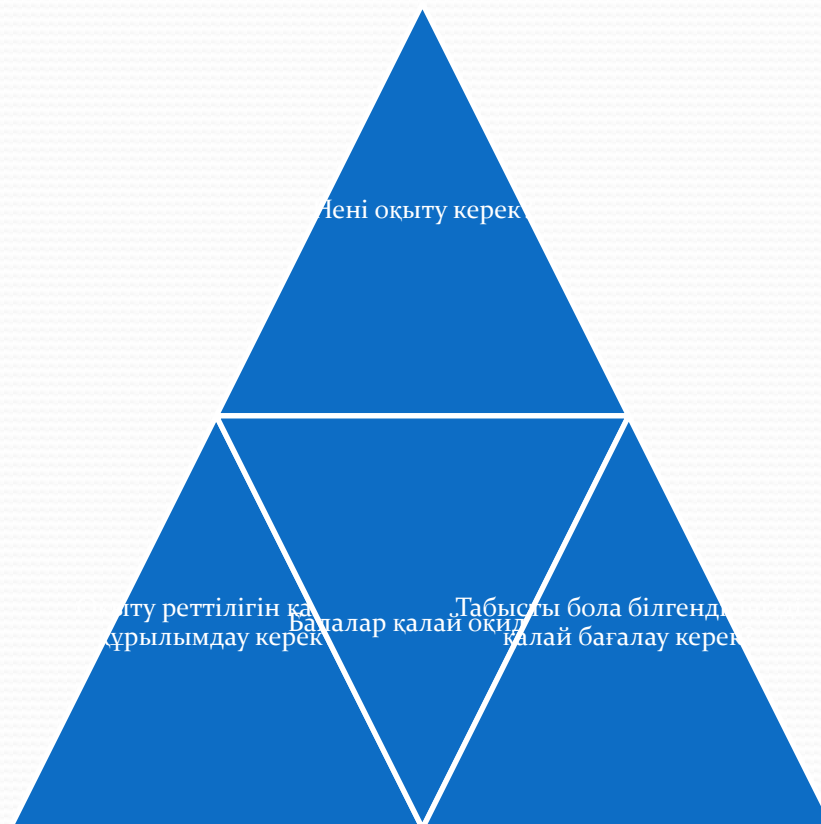 Нені оқыту керек
реттілігін
құрылымдау керек
Балалар қалай
Табысты бола
қалай бағалау керек